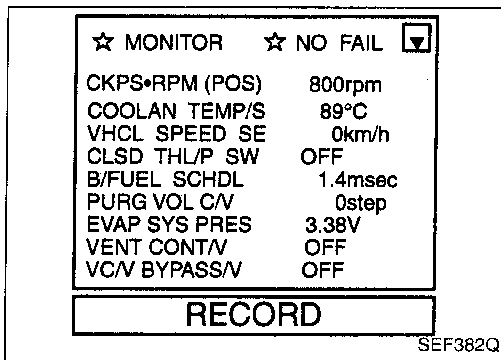 ☆ MONITOR ☆ NO FAIL ▼
CKPS•RPM (POS) 800rpm
COOLAN TEMP/S 89°C
VHCL SPEED SE 0km/h
CLSD THL/P SW OFF
B/FUEL SCHDL 1.4msec
PURG VOL C/V 0step
EVAP SYS PRES 3.38V
VENT CONT/V OFF
VC/V BYPASS/V OFF
RECORD
SEF382Q